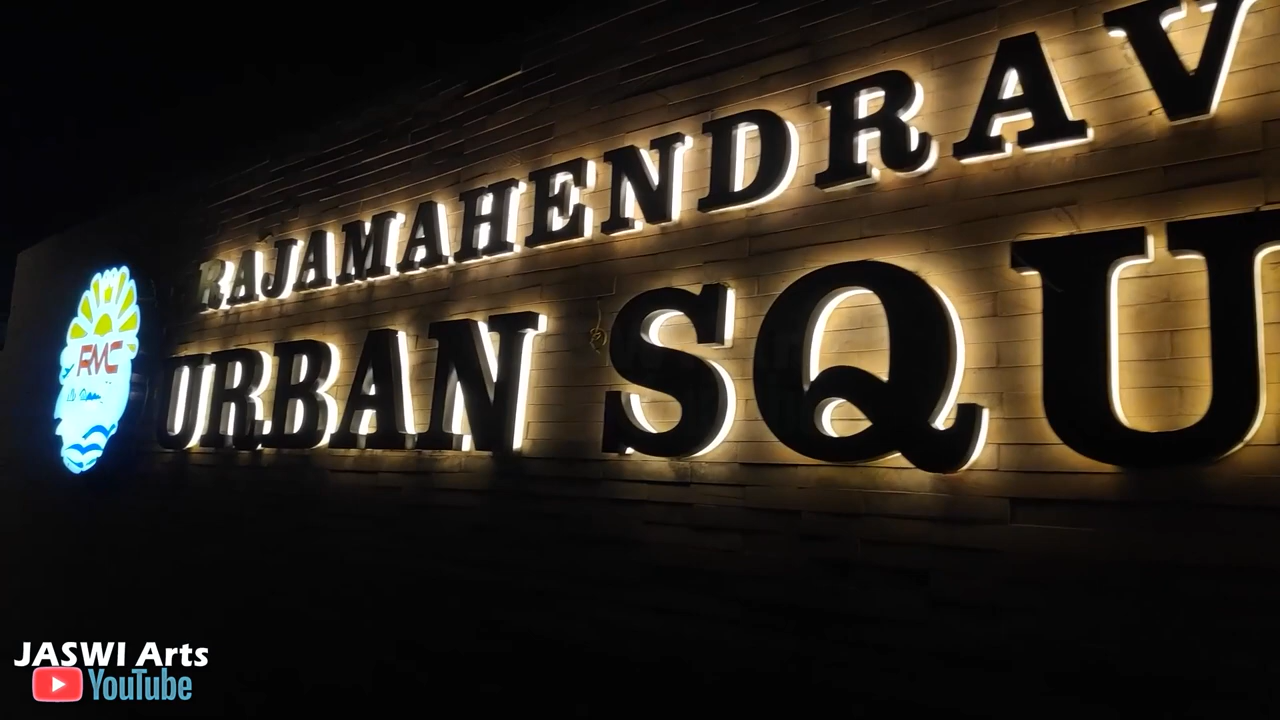 RAJAMAHENDRAV
URBAN SQU
RMC
JASWI Arts
YouTube